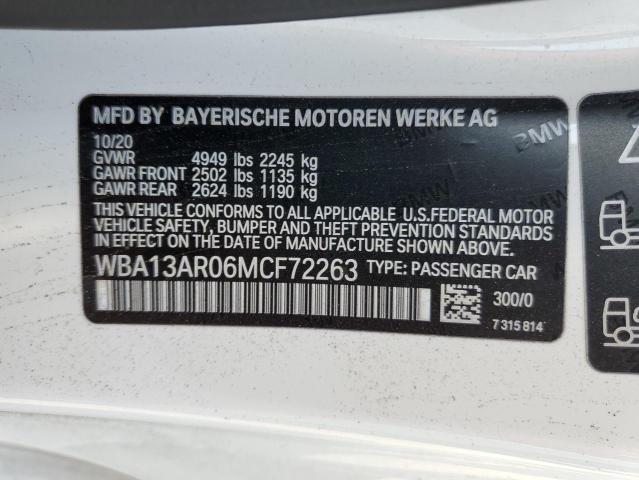 MFD BY BAYERISCHE MOTOREN WERKE AG
10/20
GVWR 4949 lbs 2245 kg
GAWR FRONT 2502 lbs 1135 kg
GAWR REAR 2624 lbs 1190 kg
THIS VEHICLE CONFORMS TO ALL APPLICABLE U.S.FEDERAL MOTOR
VEHICLE SAFETY, BUMPER AND THEFT PREVENTION STANDARDS
IN EFFECT ON THE DATE OF MANUFACTURE SHOWN ABOVE.
WBA13AR06MCF72263 TYPE: PASSENGER CAR
300/0
7 315 814
BMW
BMW